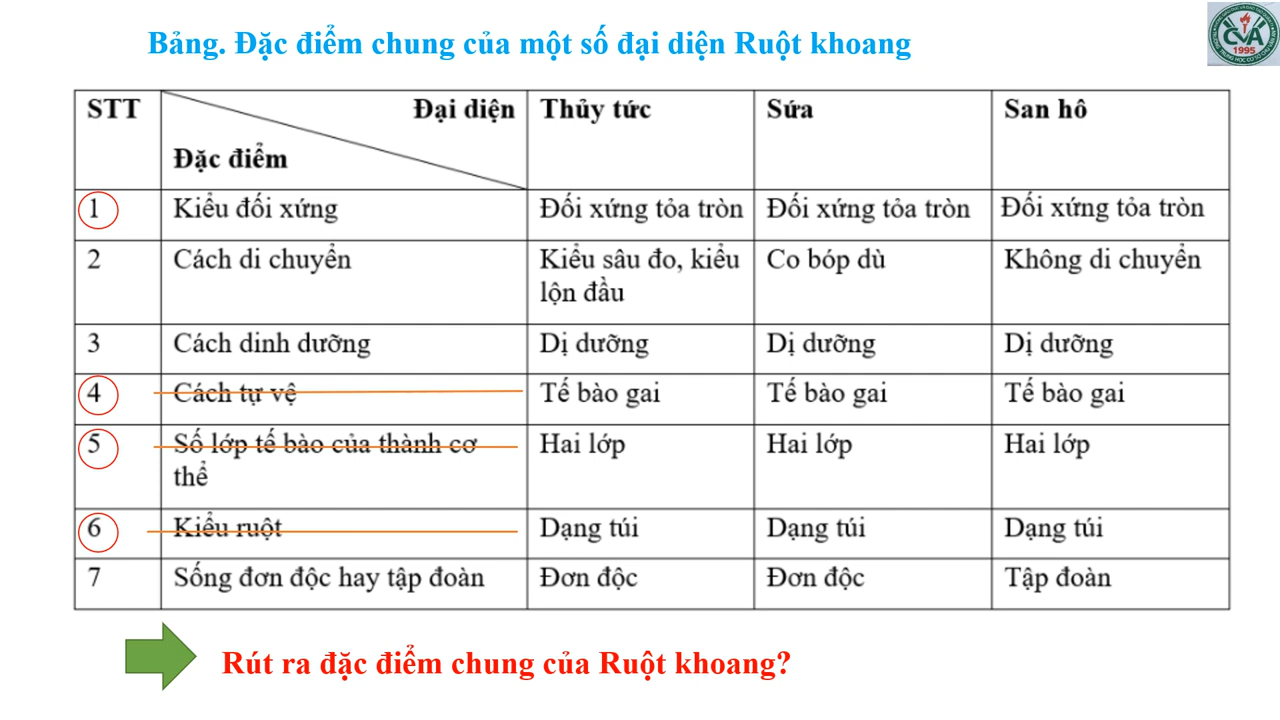 Bảng. Đặc điểm chung của một số đại diện Ruột khoang
CVA
1995
STT Đại diện Thủy tức Sứa San hô
Đặc điểm
1 Kiểu đối xứng Đối xứng tỏa tròn Đối xứng tỏa tròn Đối xứng tỏa tròn
2 Cách di chuyển Kiểu sâu đo, kiểu Co bóp dù Không di chuyển
lộn đầu
3 Cách dinh dưỡng Dị dưỡng Dị dưỡng Dị dưỡng
4 Cách tự vệ Tế bào gai Tế bào gai Tế bào gai
5 Số lớp tế bào của thành cơ Hai lớp Hai lớp Hai lớp
thể
6 Kiểu ruột Dạng túi Dạng túi Dạng túi
7 Sống đơn độc hay tập đoàn Đơn độc Đơn độc Tập đoàn
Rút ra đặc điểm chung của Ruột khoang?